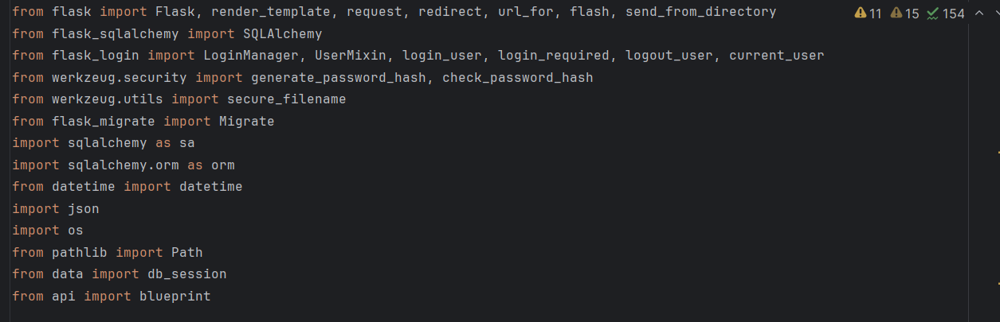 from flask import Flask, render_template, request, redirect, url_for, flash, send_from_directory
11 15 154
from flask_sqlalchemy import SQLAlchemy
from flask_login import LoginManager, UserMixin, login_user, login_required, logout_user, current_user
from werkzeug.security import generate_password_hash, check_password_hash
from werkzeug.utils import secure_filename
from flask_migrate import Migrate
import sqlalchemy as sa
import sqlalchemy.orm as orm
from datetime import datetime
import json
import os
from pathlib import Path
from data import db_session
from api import blueprint